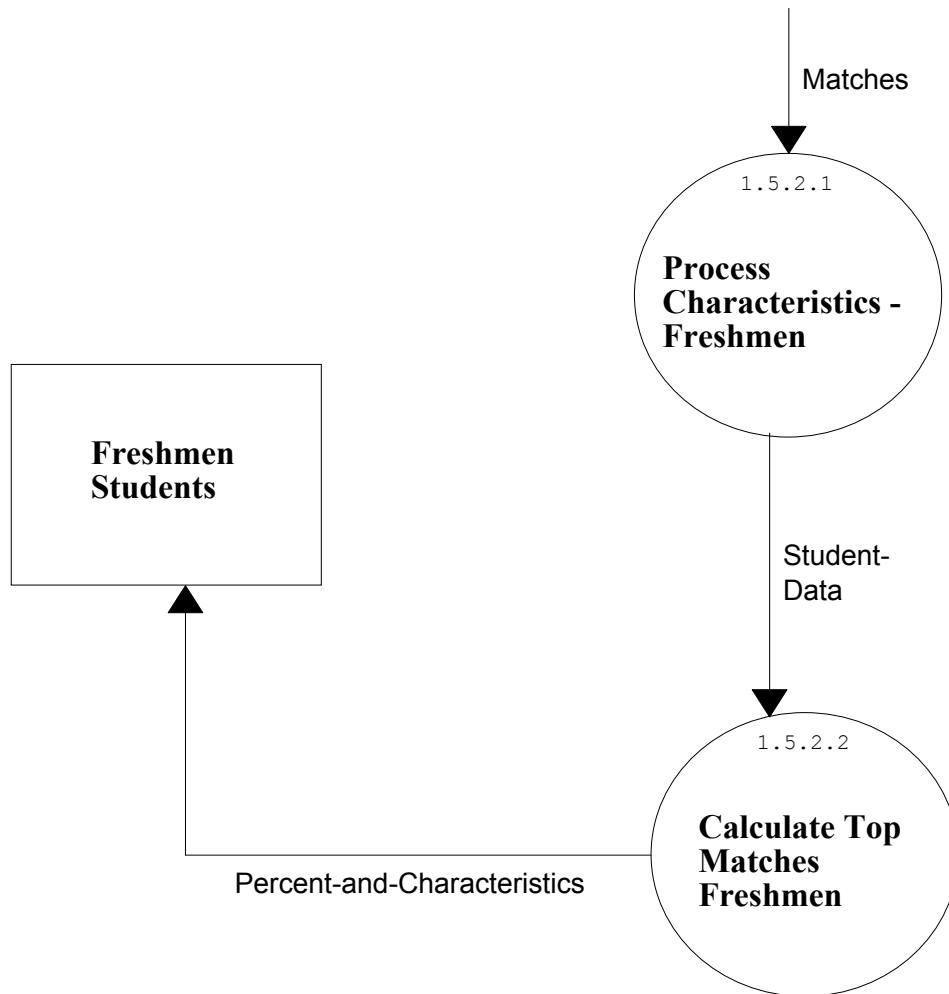 Matches
1.5.2.1
Process
Characteristics -
Freshmen
Freshmen
Students
Student-
Data
1.5.2.2
Calculate Top
Matches
Freshmen
Percent-and-Characteristics